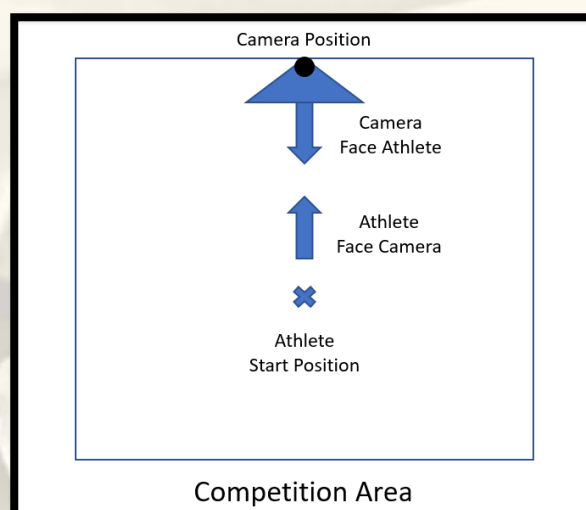 Camera Position
Camera
Face Athlete
Athlete
Face Camera
Athlete
Start Position
Competition Area